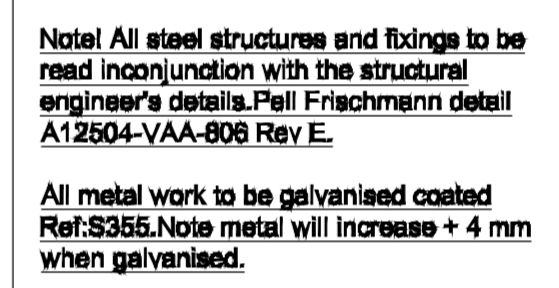 Note! All steel structures and fixings to be
read inconjunction with the structural
engineer's details.Pell Frischmann detail
A12504-VAA-806 Rev E.
All metal work to be galvanised coated
Ref:S355.Note metal will increase + 4 mm
when galvanised.